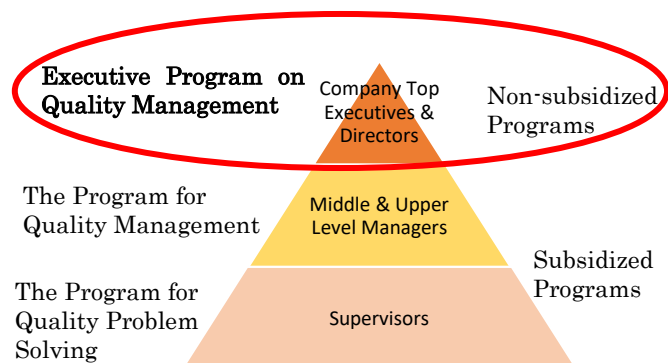 Executive Program on
Quality Management
Company Top
Executives &
Directors
Non-subsidized
Programs
The Program for
Quality Management
Middle & Upper
Level Managers
Subsidized
Programs
The Program for
Quality Problem
Solving
Supervisors